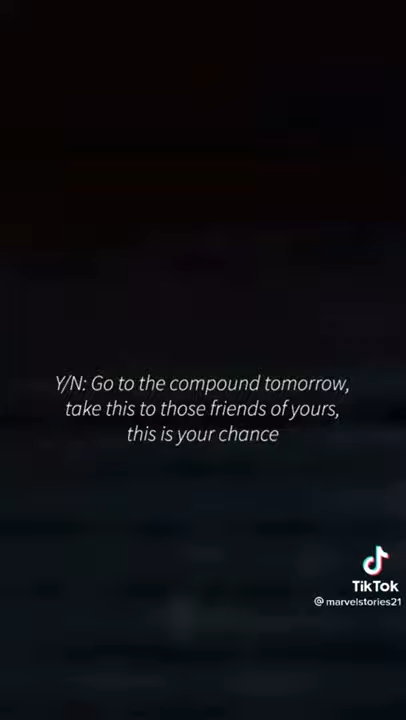 Y/N: Go to the compound tomorrow,
take this to those friends of yours,
this is your chance
TikTok
@marvelstories21